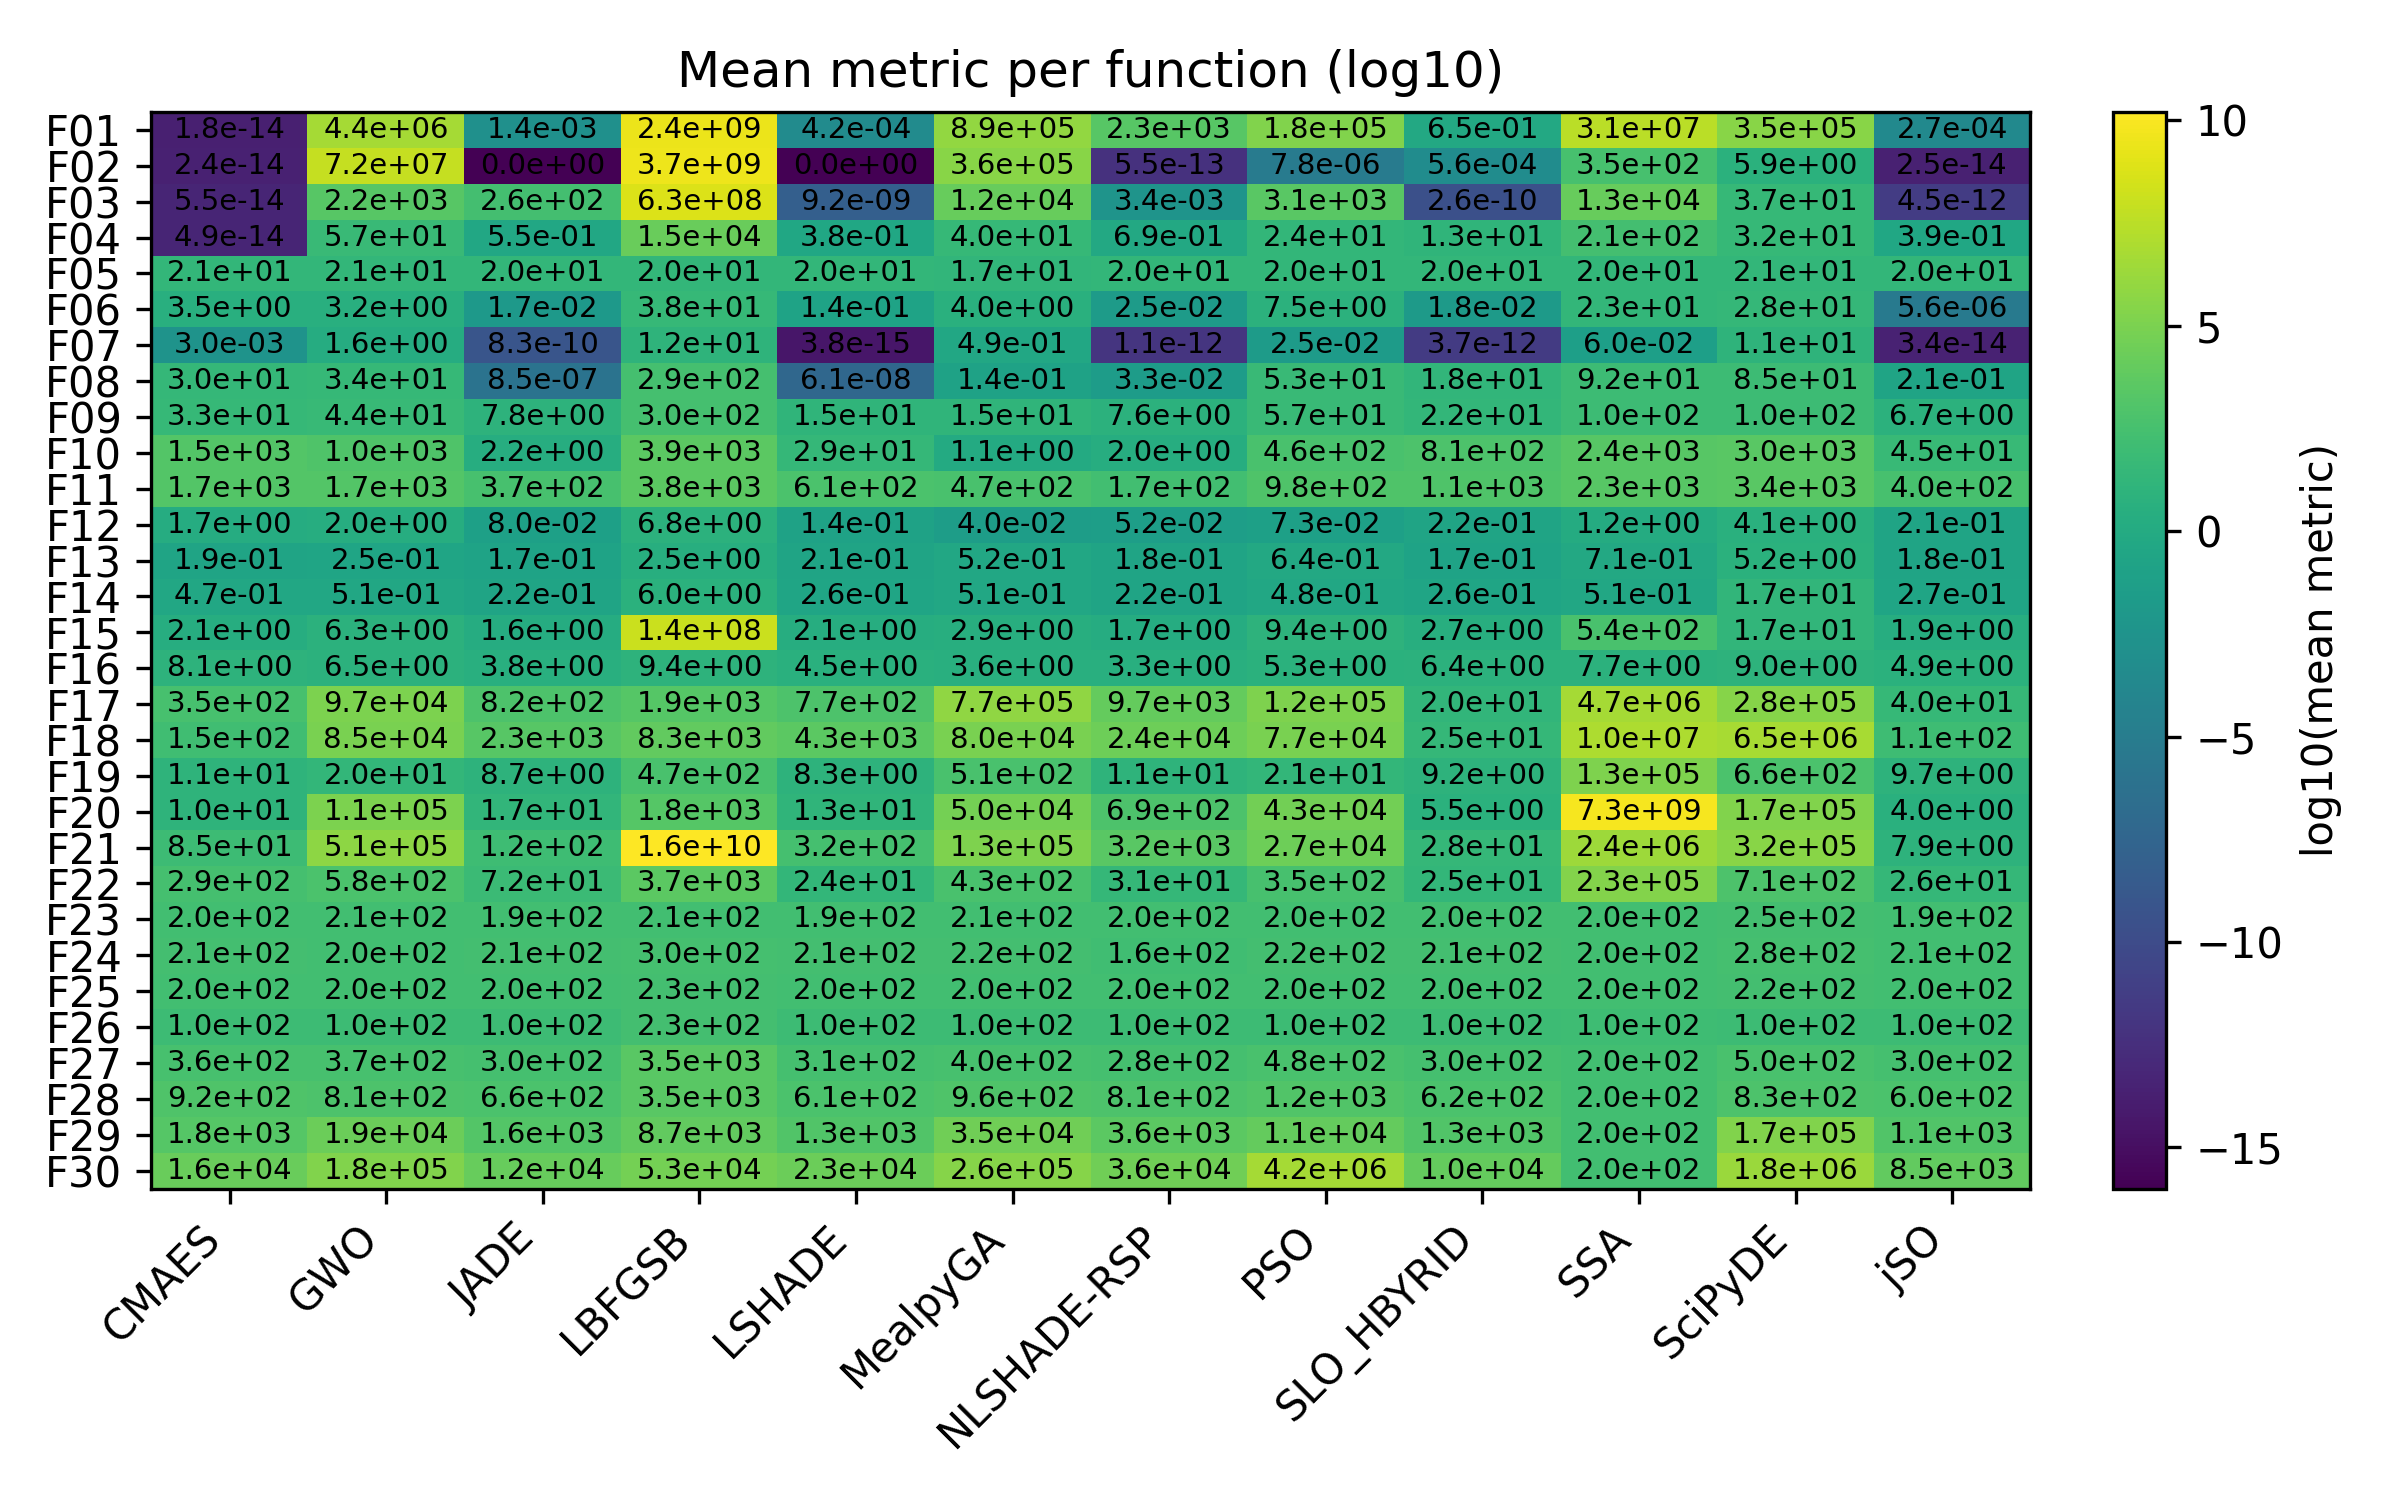 Mean metric per function (log10)
F01 1.8e-14 4.4e+06 1.4e-03 2.4e+09 4.2e-04 8.9e+05 2.3e+03 1.8e+05 6.5e-01 3.1e+07 3.5e+05 2.7e-04
F02 2.4e-14 7.2e+07 0.0e+00 3.7e+09 0.0e+00 3.6e+05 5.5e-13 7.8e-06 5.6e-04 3.5e+02 5.9e+00 2.5e-14
F03 5.5e-14 2.2e+03 2.6e+02 6.3e+08 9.2e-09 1.2e+04 3.4e-03 3.1e+03 2.6e-10 1.3e+04 3.7e+01 4.5e-12
F04 4.9e-14 5.7e+01 5.5e-01 1.5e+04 3.8e-01 4.0e+01 6.9e-01 2.4e+01 1.3e+01 2.1e+02 3.2e+01 3.9e-01
F05 2.1e+01 2.1e+01 2.0e+01 2.0e+01 2.0e+01 1.7e+01 2.0e+01 2.0e+01 2.0e+01 2.0e+01 2.1e+01 2.0e+01
F06 3.5e+00 3.2e+00 1.7e-02 3.8e+01 1.4e-01 4.0e+00 2.5e-02 7.5e+00 1.8e-02 2.3e+01 2.8e+01 5.6e-06
F07 3.0e-03 1.6e+00 8.3e-10 1.2e+01 3.8e-15 4.9e-01 1.1e-12 2.5e-02 3.7e-12 6.0e-02 1.1e+01 3.4e-14
F08 3.0e+01 3.4e+01 8.5e-07 2.9e+02 6.1e-08 1.4e-01 3.3e-02 5.3e+01 1.8e+01 9.2e+01 8.5e+01 2.1e-01
F09 3.3e+01 4.4e+01 7.8e+00 3.0e+02 1.5e+01 1.5e+01 7.6e+00 5.7e+01 2.2e+01 1.0e+02 1.0e+02 6.7e+00
F10 1.5e+03 1.0e+03 2.2e+00 3.9e+03 2.9e+01 1.1e+00 2.0e+00 4.6e+02 8.1e+02 2.4e+03 3.0e+03 4.5e+01
F11 1.7e+03 1.7e+03 3.7e+02 3.8e+03 6.1e+02 4.7e+02 1.7e+02 9.8e+02 1.1e+03 2.3e+03 3.4e+03 4.0e+02
F12 1.7e+00 2.0e+00 8.0e-02 6.8e+00 1.4e-01 4.0e-02 5.2e-02 7.3e-02 2.2e-01 1.2e+00 4.1e+00 2.1e-01
F13 1.9e-01 2.5e-01 1.7e-01 2.5e+00 2.1e-01 5.2e-01 1.8e-01 6.4e-01 1.7e-01 7.1e-01 5.2e+00 1.8e-01
F14 4.7e-01 5.1e-01 2.2e-01 6.0e+00 2.6e-01 5.1e-01 2.2e-01 4.8e-01 2.6e-01 5.1e-01 1.7e+01 2.7e-01
F15 2.1e+00 6.3e+00 1.6e+00 1.4e+08 2.1e+00 2.9e+00 1.7e+00 9.4e+00 2.7e+00 5.4e+02 1.7e+01 1.9e+00
F16 8.1e+00 6.5e+00 3.8e+00 9.4e+00 4.5e+00 3.6e+00 3.3e+00 5.3e+00 6.4e+00 7.7e+00 9.0e+00 4.9e+00
F17 3.5e+02 9.7e+04 8.2e+02 1.9e+03 7.7e+02 7.7e+05 9.7e+03 1.2e+05 2.0e+01 4.7e+06 2.8e+05 4.0e+01
F18 1.5e+02 8.5e+04 2.3e+03 8.3e+03 4.3e+03 8.0e+04 2.4e+04 7.7e+04 2.5e+01 1.0e+07 6.5e+06 1.1e+02
F19 1.1e+01 2.0e+01 8.7e+00 4.7e+02 8.3e+00 5.1e+02 1.1e+01 2.1e+01 9.2e+00 1.3e+05 6.6e+02 9.7e+00
F20 1.0e+01 1.1e+05 1.7e+01 1.8e+03 1.3e+01 5.0e+04 6.9e+02 4.3e+04 5.5e+00 7.3e+09 1.7e+05 4.0e+00
F21 8.5e+01 5.1e+05 1.2e+02 1.6e+10 3.2e+02 1.3e+05 3.2e+03 2.7e+04 2.8e+01 2.4e+06 3.2e+05 7.9e+00
F22 2.9e+02 5.8e+02 7.2e+01 3.7e+03 2.4e+01 4.3e+02 3.1e+01 3.5e+02 2.5e+01 2.3e+05 7.1e+02 2.6e+01
F23 2.0e+02 2.1e+02 1.9e+02 2.1e+02 1.9e+02 2.1e+02 2.0e+02 2.0e+02 2.0e+02 2.0e+02 2.5e+02 1.9e+02
F24 2.1e+02 2.0e+02 2.1e+02 3.0e+02 2.1e+02 2.2e+02 1.6e+02 2.2e+02 2.1e+02 2.0e+02 2.8e+02 2.1e+02
F25 2.0e+02 2.0e+02 2.0e+02 2.3e+02 2.0e+02 2.0e+02 2.0e+02 2.0e+02 2.0e+02 2.0e+02 2.2e+02 2.0e+02
F26 1.0e+02 1.0e+02 1.0e+02 2.3e+02 1.0e+02 1.0e+02 1.0e+02 1.0e+02 1.0e+02 1.0e+02 1.0e+02 1.0e+02
F27 3.6e+02 3.7e+02 3.0e+02 3.5e+03 3.1e+02 4.0e+02 2.8e+02 4.8e+02 3.0e+02 2.0e+02 5.0e+02 3.0e+02
F28 9.2e+02 8.1e+02 6.6e+02 3.5e+03 6.1e+02 9.6e+02 8.1e+02 1.2e+03 6.2e+02 2.0e+02 8.3e+02 6.0e+02
F29 1.8e+03 1.9e+04 1.6e+03 8.7e+03 1.3e+03 3.5e+04 3.6e+03 1.1e+04 1.3e+03 2.0e+02 1.7e+05 1.1e+03
F30 1.6e+04 1.8e+05 1.2e+04 5.3e+04 2.3e+04 2.6e+05 3.6e+04 4.2e+06 1.0e+04 2.0e+02 1.8e+06 8.5e+03
CMAES GWO JADE LBFGSB LSHADE MealpyGA NLSHADE-RSP PSO SLO_HBYRID SSA SciPyDE jSO
10
5
0
−5
−10
−15
log10(mean metric)